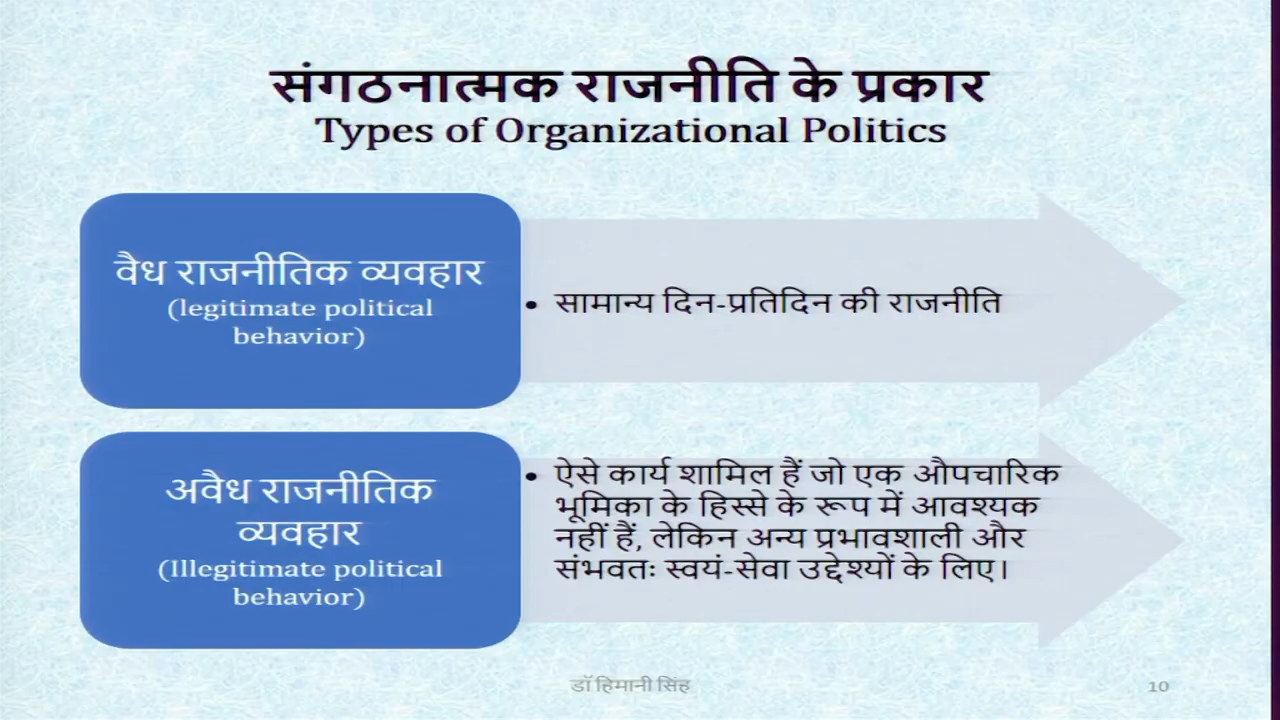 संगठनात्मक राजनीति के प्रकार
Types of Organizational Politics
वैध राजनीतिक व्यवहार
(legitimate political
behavior)
• सामान्य दिन-प्रतिदिन की राजनीति
अवैध राजनीतिक
व्यवहार
(Illegitimate political
behavior)
• ऐसे कार्य शामिल हैं जो एक औपचारिक
भूमिका के हिस्से के रूप में आवश्यक
नहीं हैं, लेकिन अन्य प्रभावशाली और
संभवतः स्वयं-सेवा उद्देश्यों के लिए।
डॉ हिमानी सिंह
10